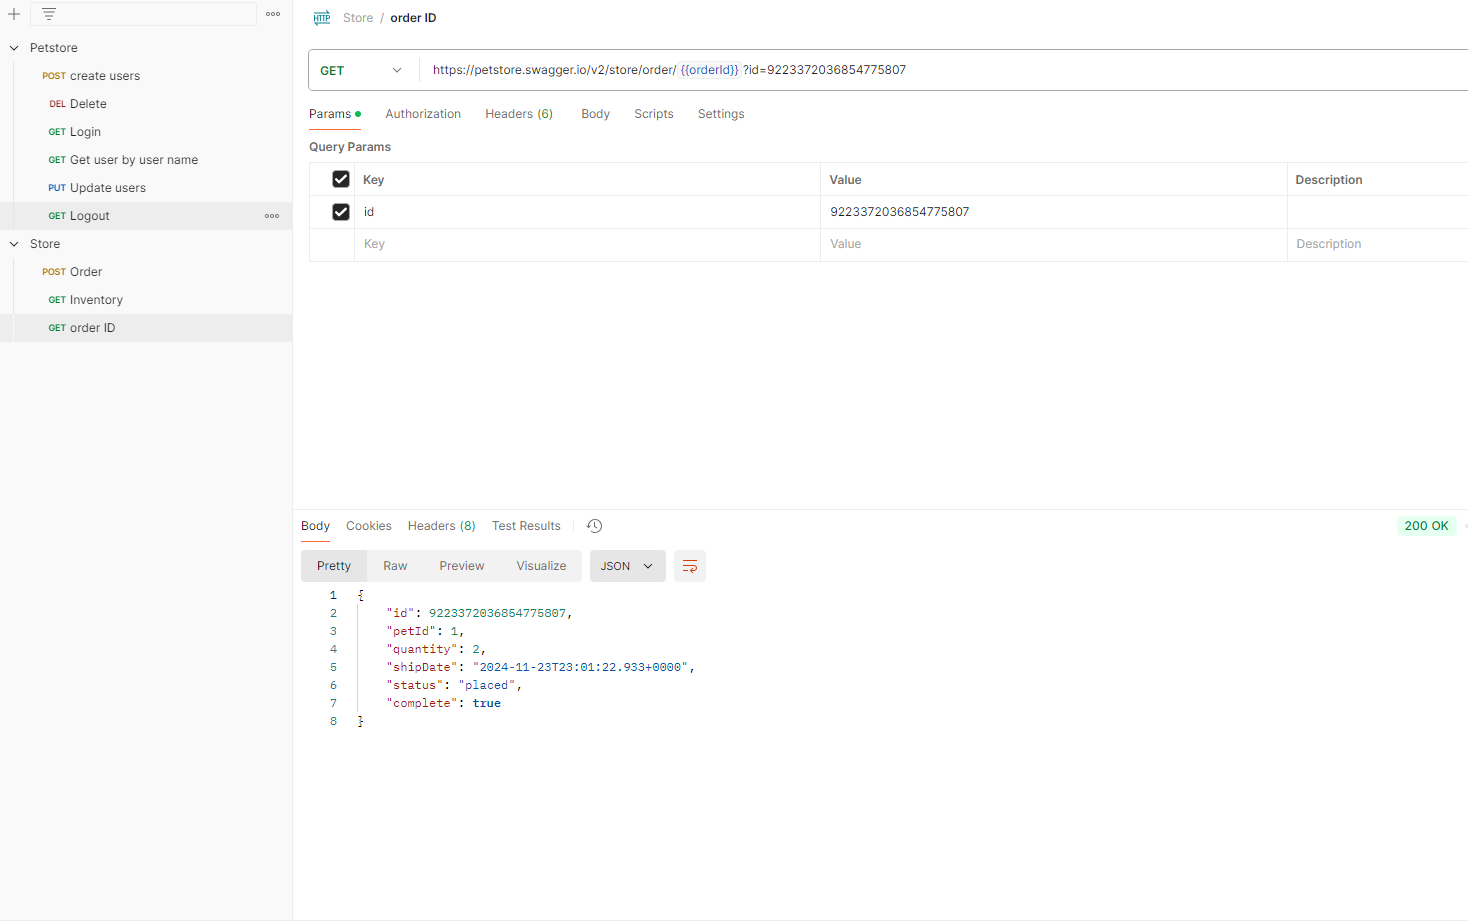 Petstore
POST create users
DEL Delete
GET Login
GET Get user by user name
PUT Update users
GET Logout
Store
POST Order
GET Inventory
GET order ID
HTTP Store / order ID
GET https://petstore.swagger.io/v2/store/order/{{orderId}}?id=9223372036854775807
Params Authorization Headers (6) Body Scripts Settings
Query Params
Key Value Description
id 9223372036854775807
Key Value Description
Body Cookies Headers (8) Test Results 200 OK
Pretty Raw Preview Visualize JSON
1 {
2 "id": 9223372036854775807,
3 "petId": 1,
4 "quantity": 2,
5 "shipDate": "2024-11-23T23:01:22.933+0000",
6 "status": "placed",
7 "complete": true
8 }